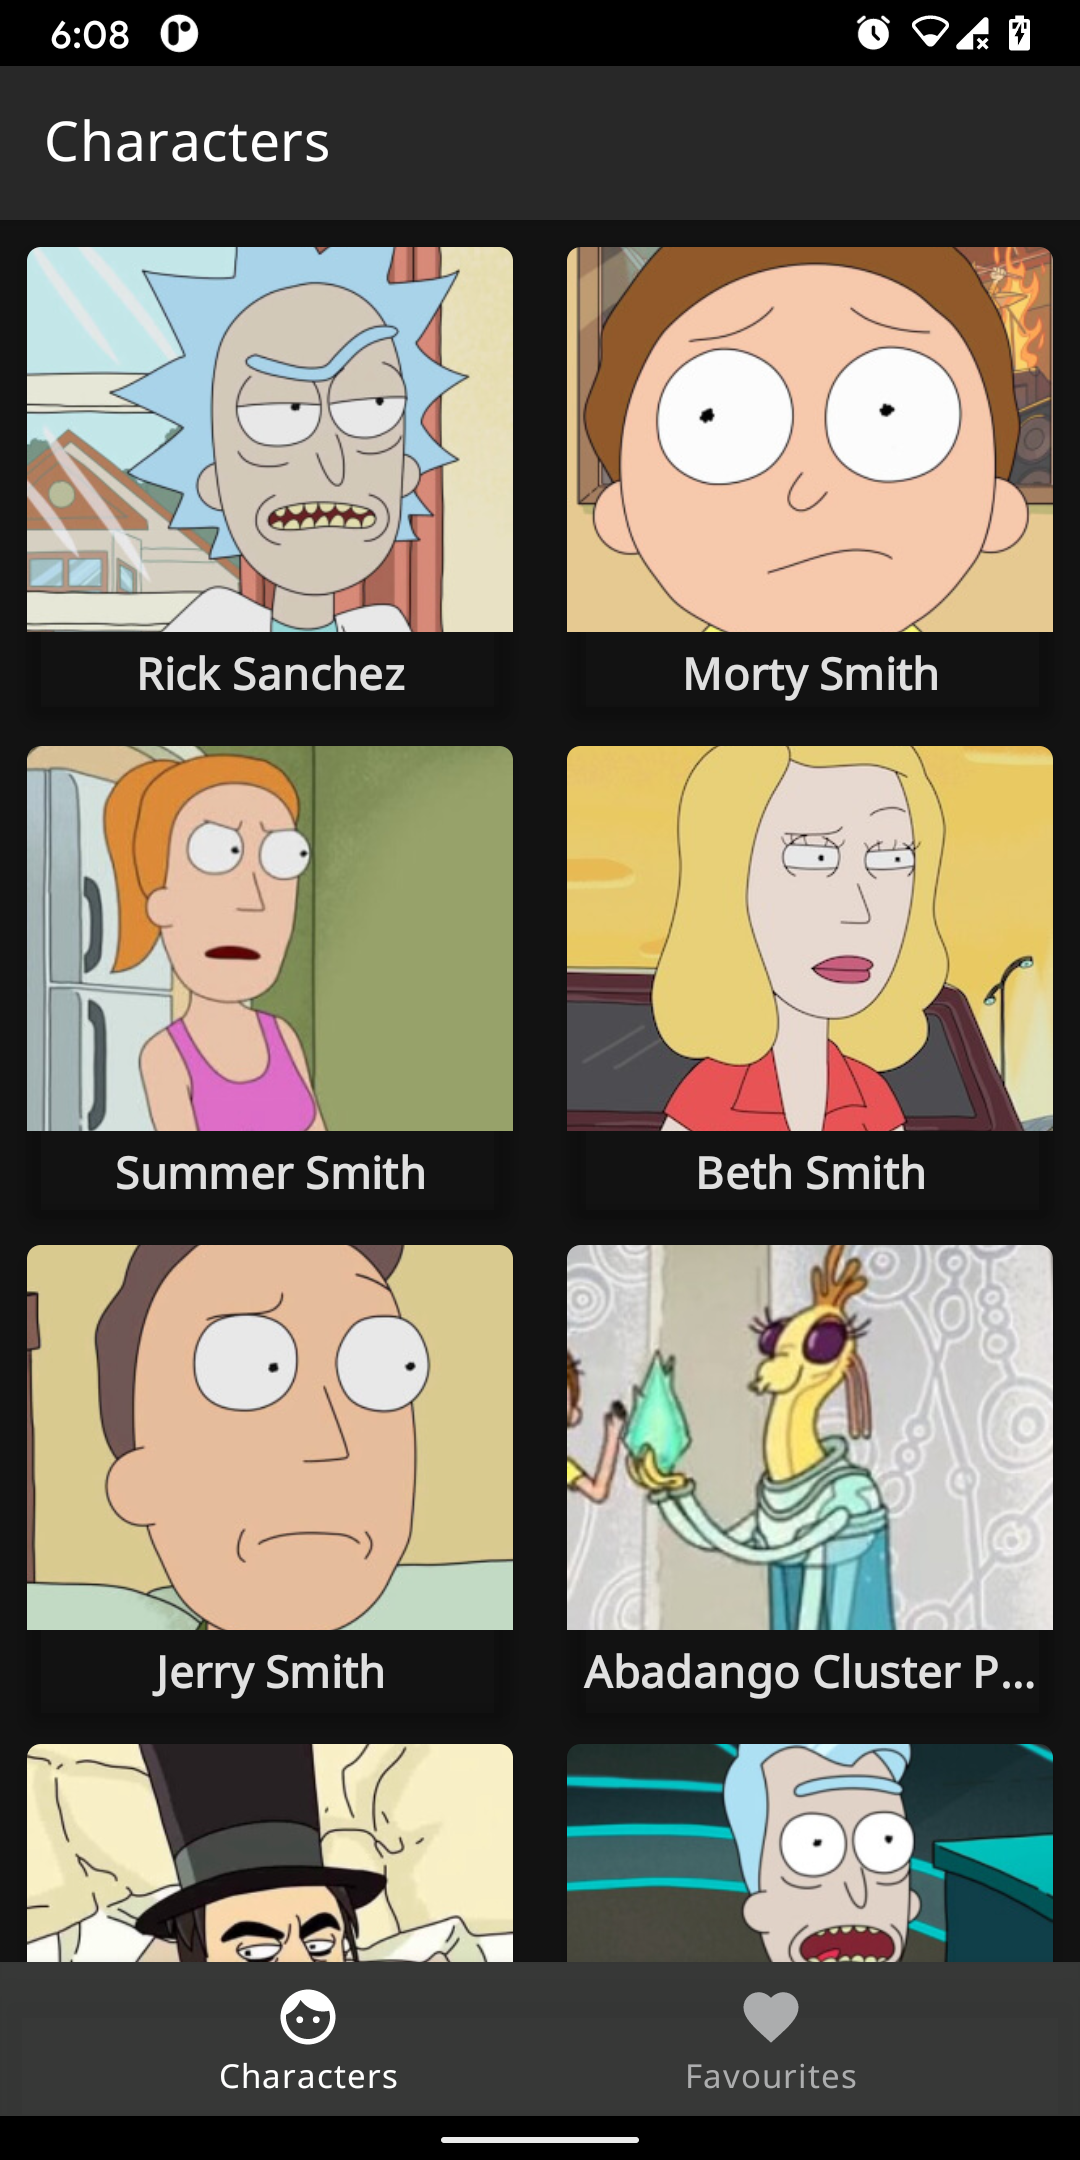 6:08
Characters
Rick Sanchez
Morty Smith
Summer Smith
Beth Smith
Jerry Smith
Abadango Cluster P...
Characters
Favourites